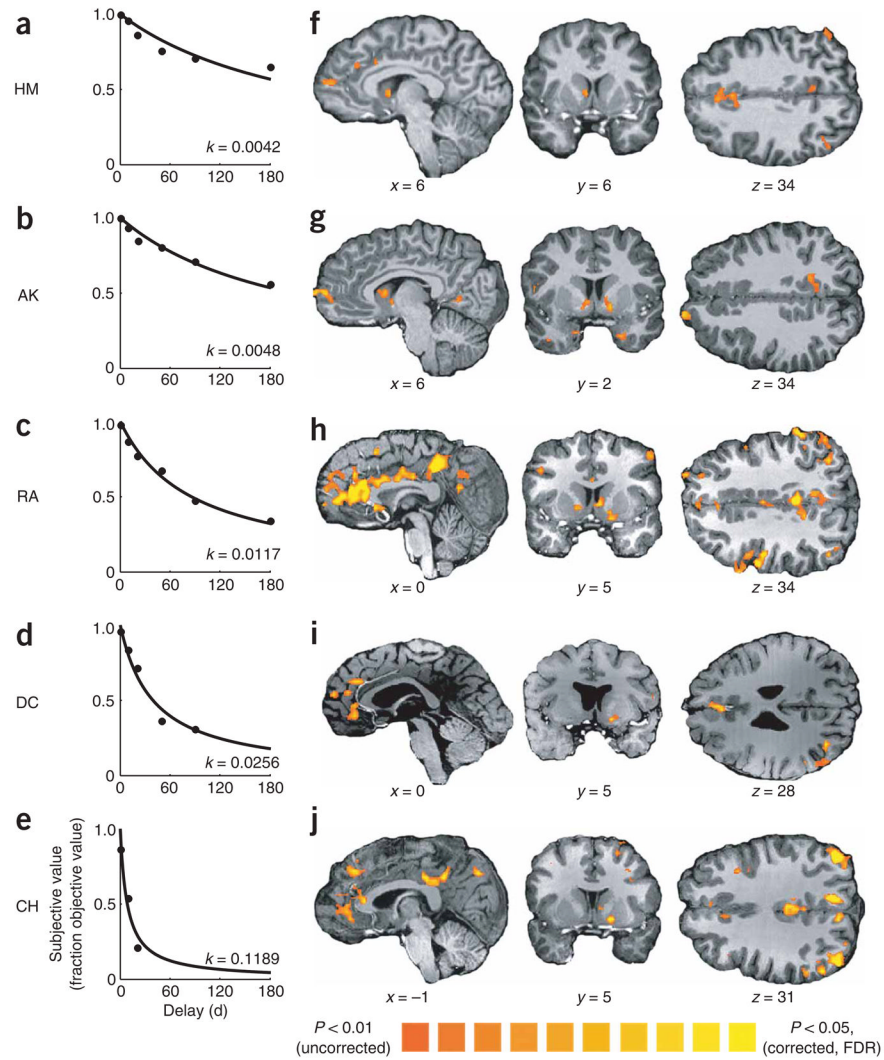 a
HM
1.0
0.5
0
k = 0.0042
0 60 120 180
f
x = 6
y = 6
z = 34
b
AK
1.0
0.5
0
k = 0.0048
0 60 120 180
g
x = 6
y = 2
z = 34
c
RA
1.0
0.5
0
k = 0.0117
0 60 120 180
h
x = 0
y = 5
z = 34
d
DC
1.0
0.5
0
k = 0.0256
0 60 120 180
i
x = 0
y = 5
z = 28
e
CH
Subjective value
(fraction objective value)
1.0
0.5
0
k = 0.1189
0 60 120 180
Delay (d)
j
x = –1
y = 5
z = 31
P < 0.01
(uncorrected)
P < 0.05,
(corrected, FDR)